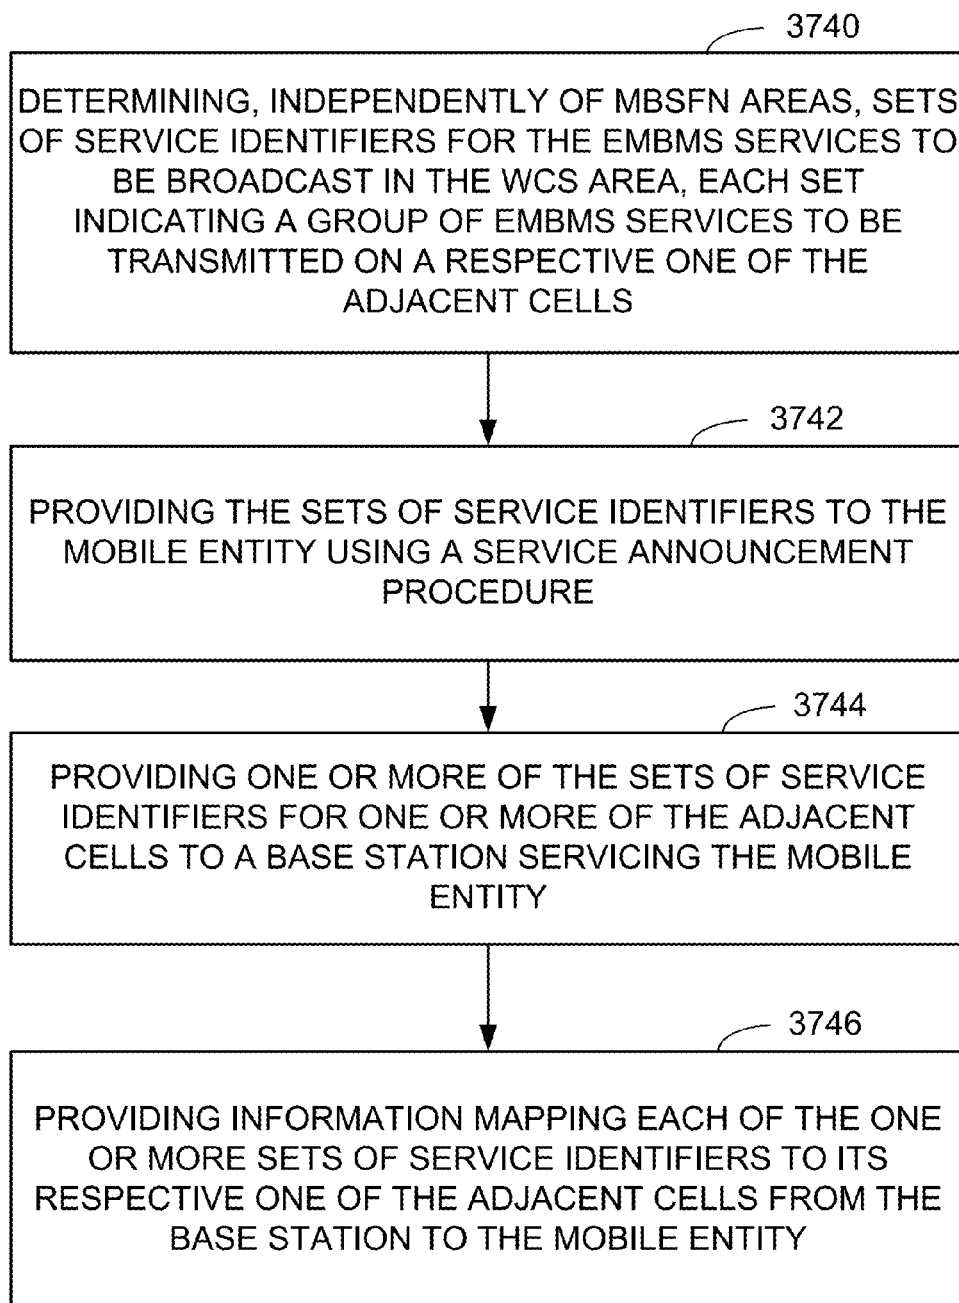 3740
DETERMINING, INDEPENDENTLY OF MBSFN AREAS, SETS
OF SERVICE IDENTIFIERS FOR THE EMBMS SERVICES TO
BE BROADCAST IN THE WCS AREA, EACH SET
INDICATING A GROUP OF EMBMS SERVICES TO BE
TRANSMITTED ON A RESPECTIVE ONE OF THE
ADJACENT CELLS
3742
PROVIDING THE SETS OF SERVICE IDENTIFIERS TO THE
MOBILE ENTITY USING A SERVICE ANNOUNCEMENT
PROCEDURE
3744
PROVIDING ONE OR MORE OF THE SETS OF SERVICE
IDENTIFIERS FOR ONE OR MORE OF THE ADJACENT
CELLS TO A BASE STATION SERVICING THE MOBILE
ENTITY
3746
PROVIDING INFORMATION MAPPING EACH OF THE ONE
OR MORE SETS OF SERVICE IDENTIFIERS TO ITS
RESPECTIVE ONE OF THE ADJACENT CELLS FROM THE
BASE STATION TO THE MOBILE ENTITY